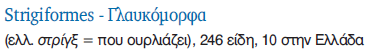 Strigiformes - Γλαυκόμορφα
(ελλ. στρίγξ = που ουρλιάζει), 246 είδη, 10 στην Ελλάδα